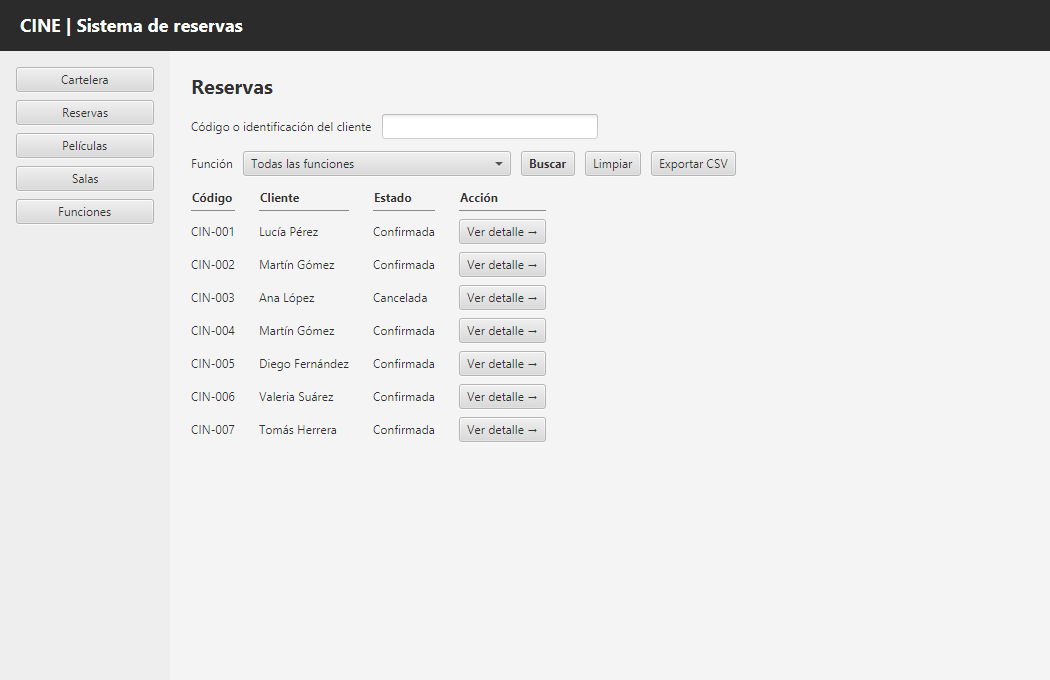 CINE | Sistema de reservas
Cartelera
Reservas
Películas
Salas
Funciones
Reservas
Código o identificación del cliente
Función Todas las funciones Buscar Limpiar Exportar CSV
Código Cliente Estado Acción
CIN-001 Lucía Pérez Confirmada Ver detalle →
CIN-002 Martín Gómez Confirmada Ver detalle →
CIN-003 Ana López Cancelada Ver detalle →
CIN-004 Martín Gómez Confirmada Ver detalle →
CIN-005 Diego Fernández Confirmada Ver detalle →
CIN-006 Valeria Suárez Confirmada Ver detalle →
CIN-007 Tomás Herrera Confirmada Ver detalle →